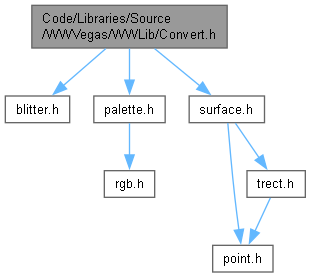 Code/Libraries/Source
/WWVegas/WWLib/Convert.h
blitter.h
palette.h
surface.h
rgb.h
trect.h
point.h